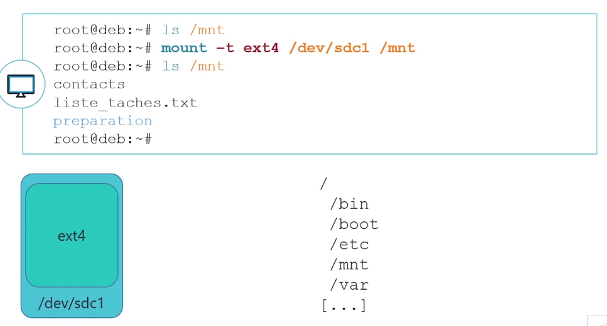 root@deb:~# ls /mnt
root@deb:~# mount -t ext4 /dev/sdc1 /mnt
root@deb:~# ls /mnt
contacts
liste_taches.txt
preparation
root@deb:~#
ext4
/dev/sdc1
/
/bin
/boot
/etc
/mnt
/var
[...]